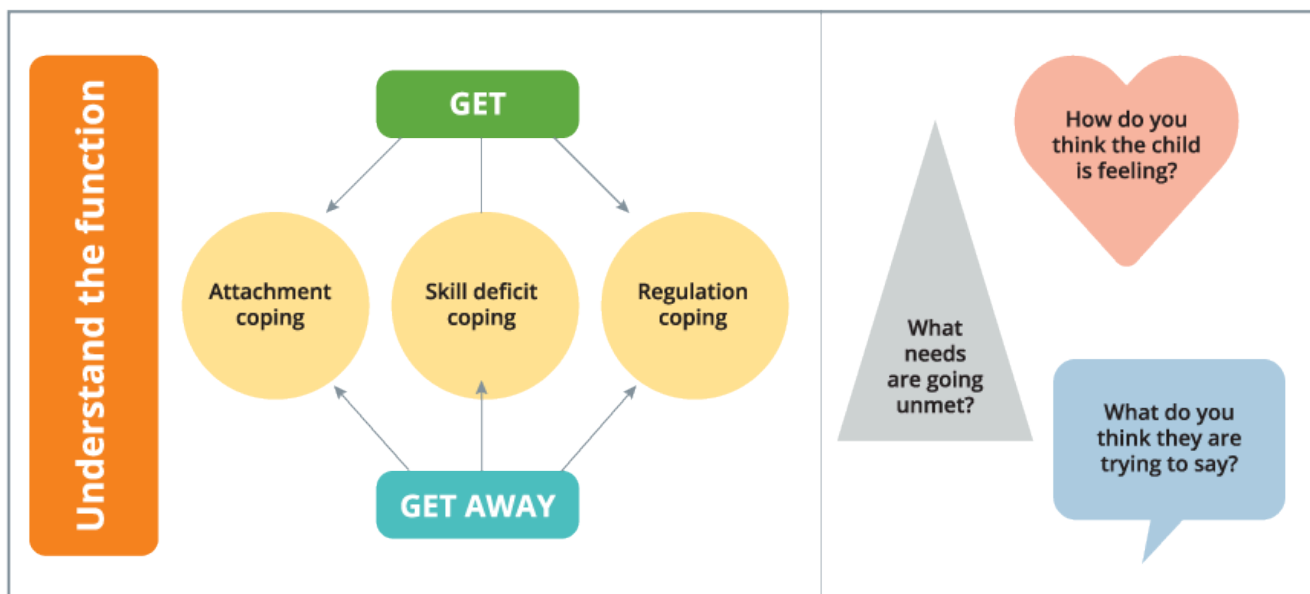 Understand the function
GET
Attachment
coping
Skill deficit
coping
Regulation
coping
GET AWAY
How do you
think the child
is feeling?
What
needs
are going
unmet?
What do you
think they are
trying to say?